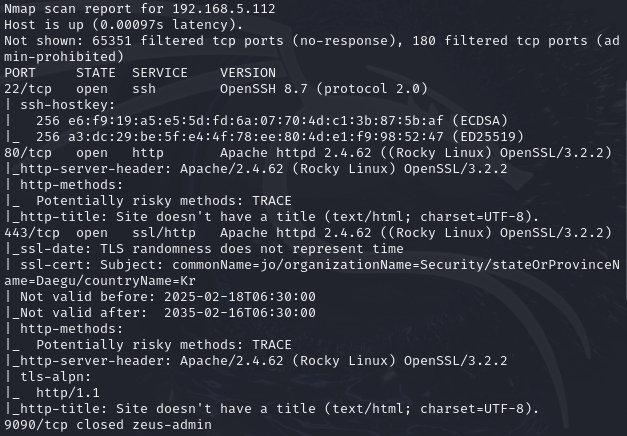 Nmap scan report for 192.168.5.112
Host is up (0.00097s latency).
Not shown: 65351 filtered tcp ports (no-response), 180 filtered tcp ports (ad
min-prohibited)
PORT     STATE  SERVICE    VERSION
22/tcp   open   ssh        OpenSSH 8.7 (protocol 2.0)
| ssh-hostkey:
|   256 e6:f9:19:a5:e5:5d:fd:6a:07:70:4d:c1:3b:87:5b:af (ECDSA)
|_  256 a3:dc:29:be:5f:e4:4f:78:ee:80:4d:e1:f9:98:52:47 (ED25519)
80/tcp   open   http       Apache httpd 2.4.62 ((Rocky Linux) OpenSSL/3.2.2)
|_http-server-header: Apache/2.4.62 (Rocky Linux) OpenSSL/3.2.2
| http-methods:
|_  Potentially risky methods: TRACE
|_http-title: Site doesn't have a title (text/html; charset=UTF-8).
443/tcp  open   ssl/http   Apache httpd 2.4.62 ((Rocky Linux) OpenSSL/3.2.2)
|_ssl-date: TLS randomness does not represent time
| ssl-cert: Subject: commonName=jo/organizationName=Security/stateOrProvinceN
ame=Daegu/countryName=Kr
| Not valid before: 2025-02-18T06:30:00
|_Not valid after:  2035-02-16T06:30:00
| http-methods:
|_  Potentially risky methods: TRACE
|_http-server-header: Apache/2.4.62 (Rocky Linux) OpenSSL/3.2.2
| tls-alpn:
|_  http/1.1
|_http-title: Site doesn't have a title (text/html; charset=UTF-8).
9090/tcp closed zeus-admin